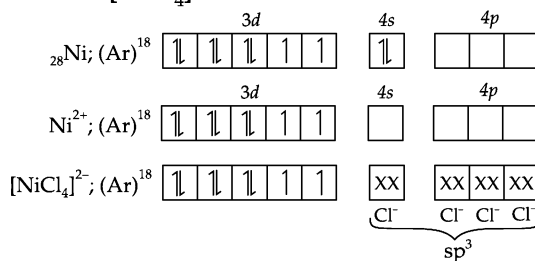 4]
3d 4s 4p
₂₈Ni; (Ar)¹⁸ ⥮ ⥮ ⥮ ↿ ↿ ⥮
3d 4s 4p
Ni²⁺; (Ar)¹⁸ ⥮ ⥮ ⥮ ↿ ↿
[NiCl₄]²⁻; (Ar)¹⁸ ⥮ ⥮ ⥮ ↿ ↿ XX XX XX XX
Cl⁻ Cl⁻ Cl⁻ Cl⁻
sp³